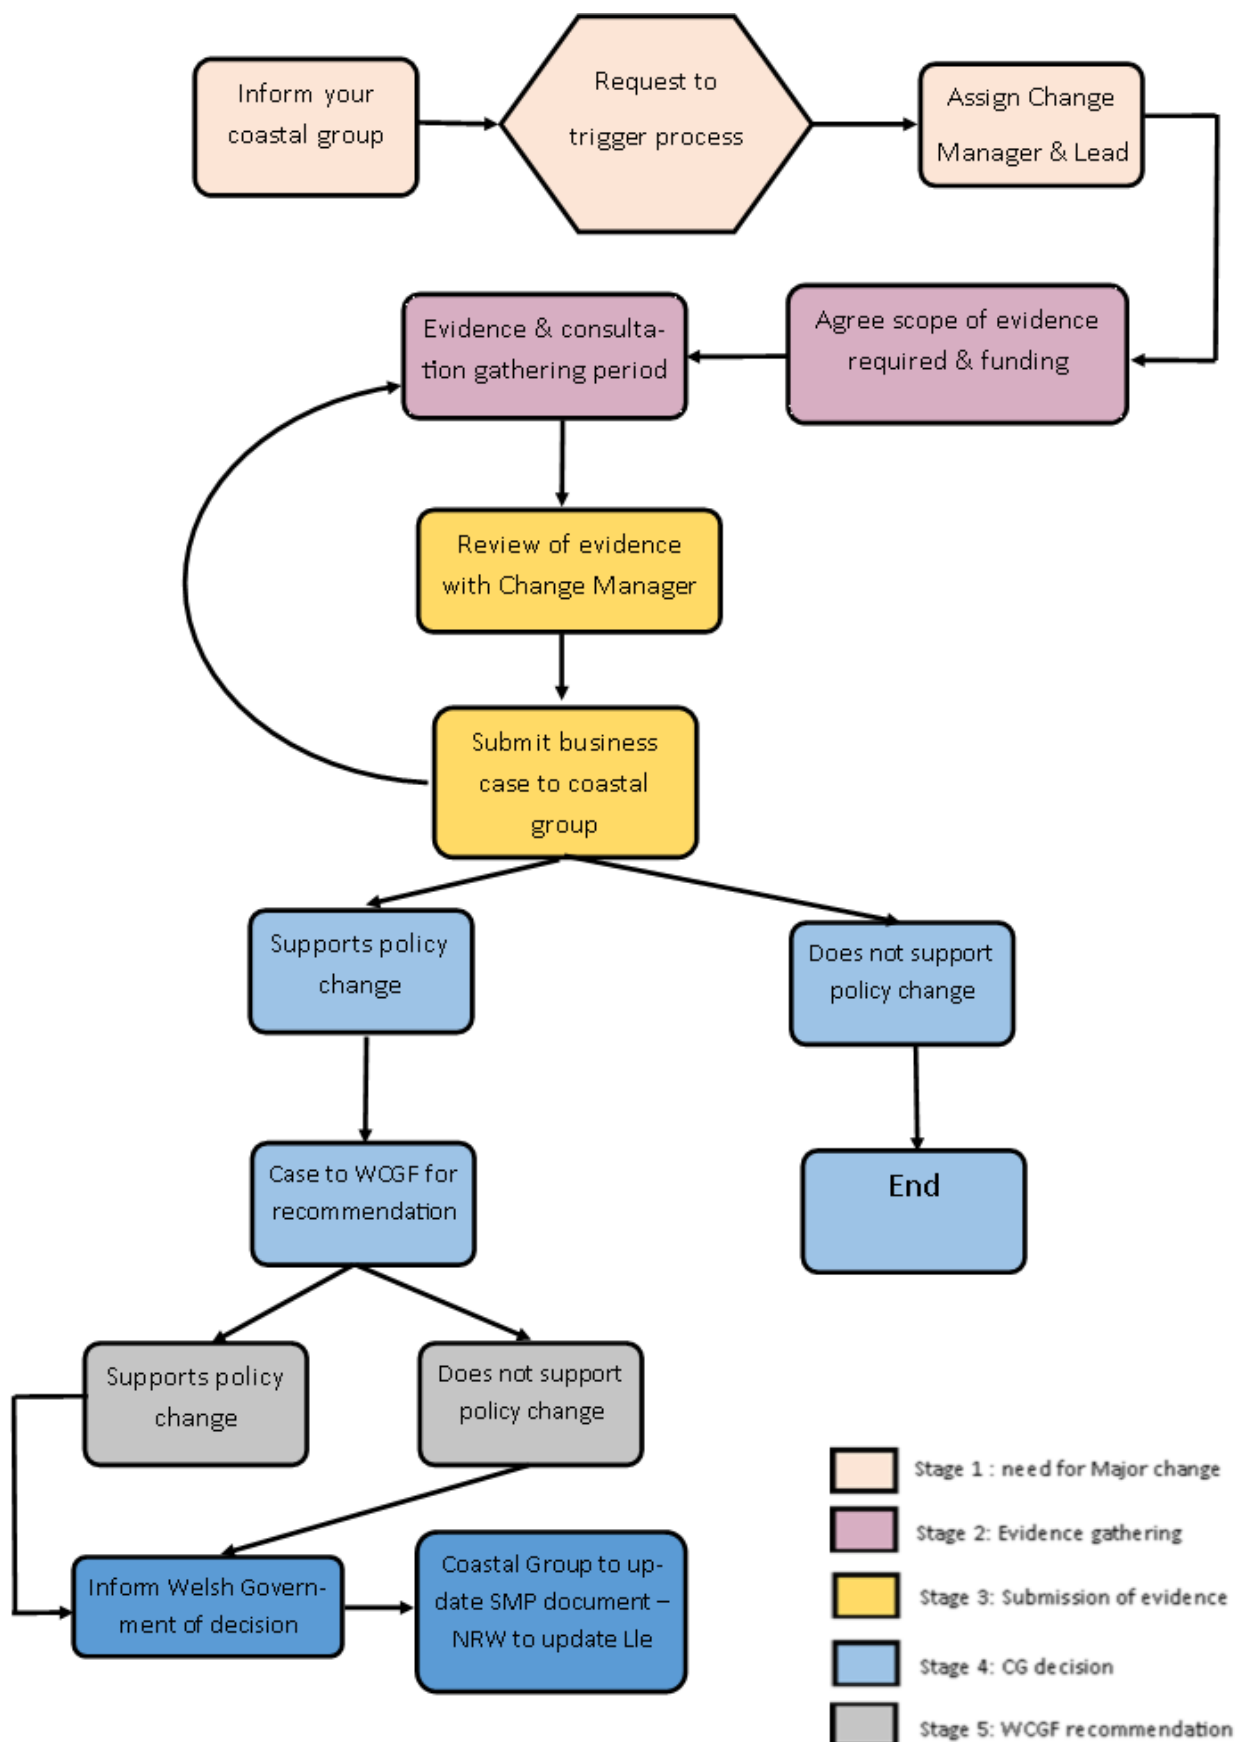 Inform your
coastal group
Request to
trigger process
Assign Change
Manager & Lead
Evidence & consulta-
tion gathering period
Agree scope of evidence
required & funding
Review of evidence
with Change Manager
Submit business
case to coastal
group
Supports policy
change
Does not support
policy change
Case to WCGF for
recommendation
End
Supports policy
change
Does not support
policy change
Inform Welsh Govern-
ment of decision
Coastal Group to up-
date SMP document –
NRW to update Lle
Stage 1 : need for Major change
Stage 2: Evidence gathering
Stage 3: Submission of evidence
Stage 4: CG decision
Stage 5: WCGF recommendation